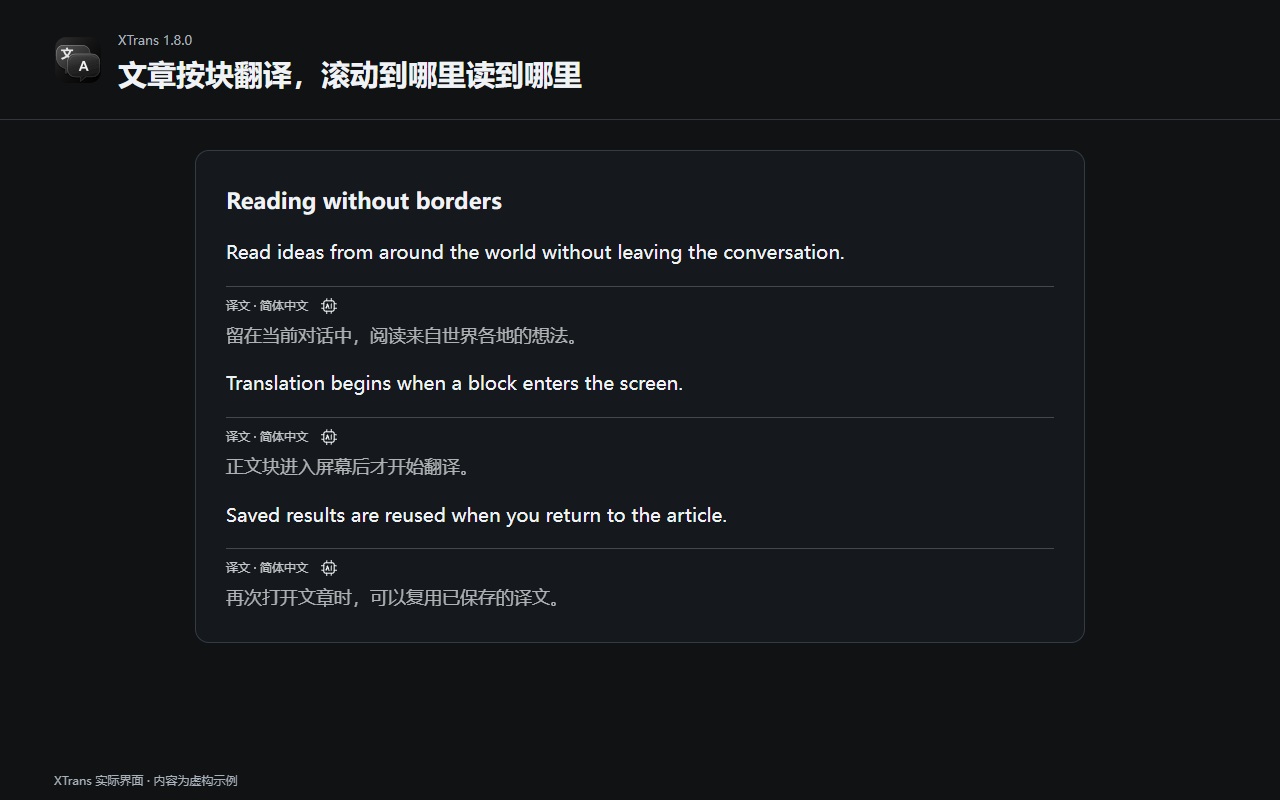 文 A
XTrans 1.8.0
文章按块翻译，滚动到哪里读到哪里
Reading without borders
Read ideas from around the world without leaving the conversation.
译文 · 简体中文 AI
留在当前对话中，阅读来自世界各地的想法。
Translation begins when a block enters the screen.
译文 · 简体中文 AI
正文块进入屏幕后才开始翻译。
Saved results are reused when you return to the article.
译文 · 简体中文 AI
再次打开文章时，可以复用已保存的译文。
XTrans 实际界面 · 内容为虚构示例